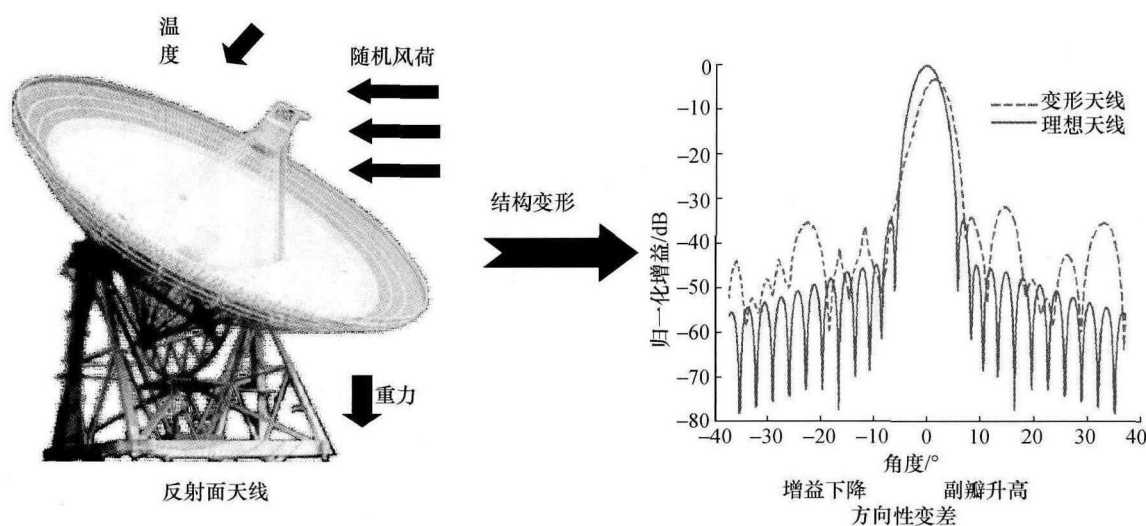 温
度
随机风荷
结构变形
重力
反射面天线
0
-10
-20
-30
-40
-50
-60
-70
-80
归一化增益/dB
变形天线
理想天线
-40 -30 -20 -10 0 10 20 30 40
角度/°
增益下降 副瓣升高
方向性变差